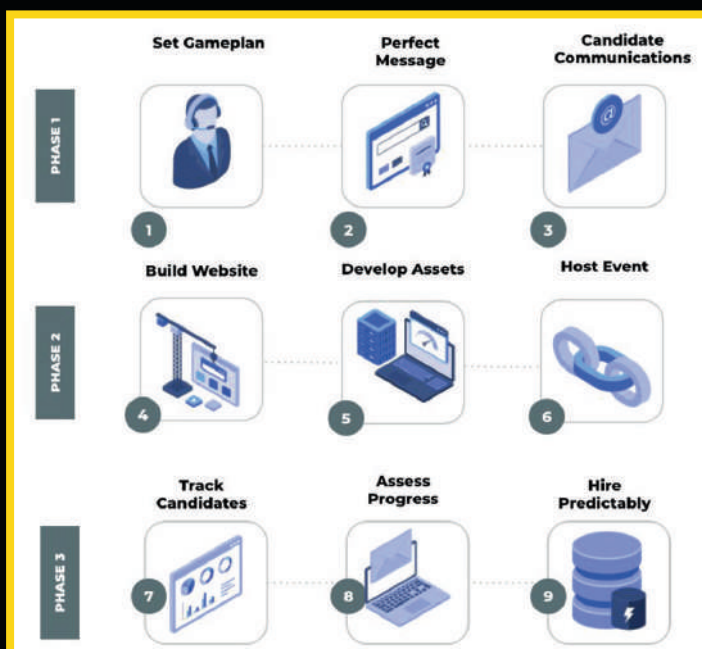 Set Gameplan
Perfect
Message
Candidate
Communications
PHASE 1
@
1
2
3
Build Website
Develop Assets
Host Event
PHASE 2
4
5
6
Track
Candidates
Assess
Progress
Hire
Predictably
PHASE 3
7
8
9